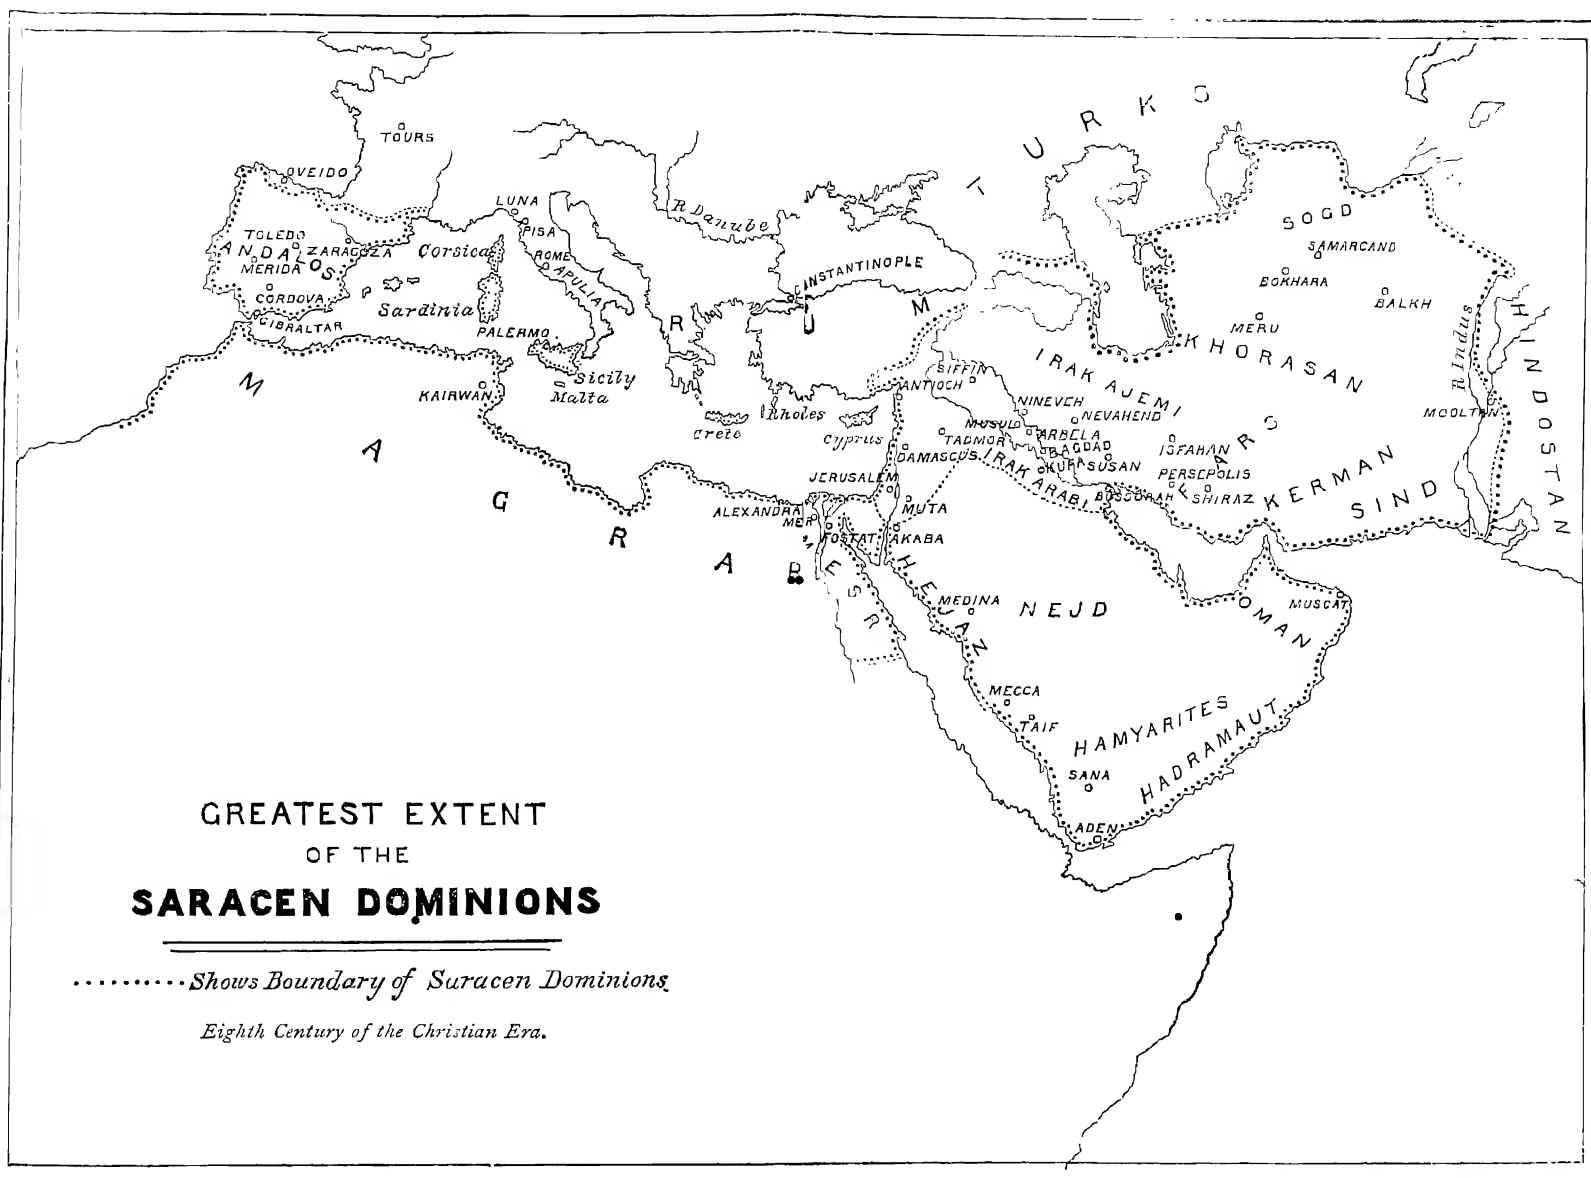 TURKS
TOURS
OVEIDO
LUNA
PISA
R Danube
SOGD
TOLEDO
ZARAGOZA
ANDALOS
MERIDA
Corsica
ROME
APULIA
CONSTANTINOPLE
SAMARCAND
BOKHARA
BALKH
HINDOSTAN
CORDOVA
GIBRALTAR
Sardinia
PALERMO
RUM
MERU
KHORASAN
R Indus
IRAK AJEMI
SIFFIN
ANTIOCH
Sicily
Malta
KAIRWAN
Rholes
Crete
Cyprus
NINEVEH
NEVAHEND
MUSUL
ARBELA
TADMOR
BAGDAD
ISFAHAN
MOOLTAN
DAMASCUS
IRAK ARABI
KUFA
SUSAN
FARS
PERSEPOLIS
JERUSALEM
BUSSORAH
SHIRAZ
KERMAN
SIND
MAGRAB
ALEXANDRA
MUTA
FOSTAT
AKABA
HEJAZ
MEDINA
NEJD
OMAN
MUSCAT
MECCA
TAIF
HAMYARITES
HADRAMAUT
SANA
ADEN
GREATEST EXTENT
OF THE
SARACEN DOMINIONS
Shows Boundary of Saracen Dominions.
Eighth Century of the Christian Era.